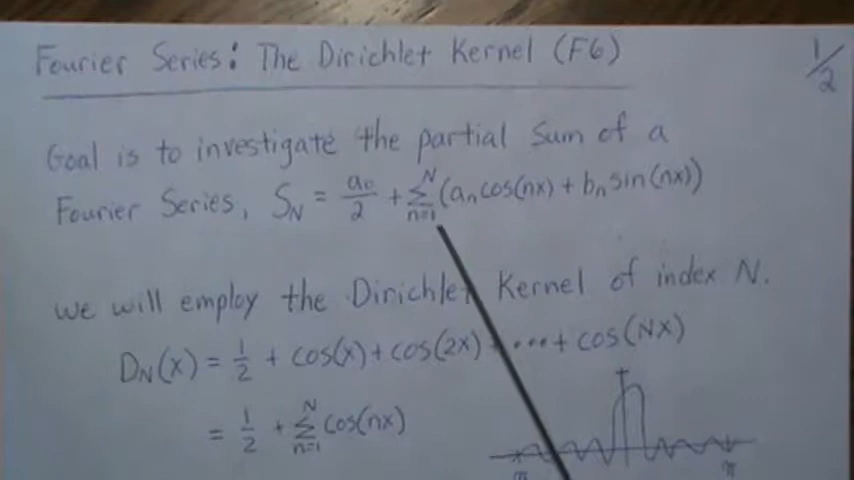 Fourier Series: The Dirichlet Kernel (F6)
1/2
Goal is to investigate the partial sum of a
Fourier Series, S_N = a_0/2 + Σ_{n=1}^{N} (a_n cos(nx) + b_n sin(nx))
We will employ the Dirichlet Kernel of index N.
D_N(x) = 1/2 + cos(x) + cos(2x) + ... + cos(Nx)
= 1/2 + Σ_{n=1}^{N} cos(nx)
-π π